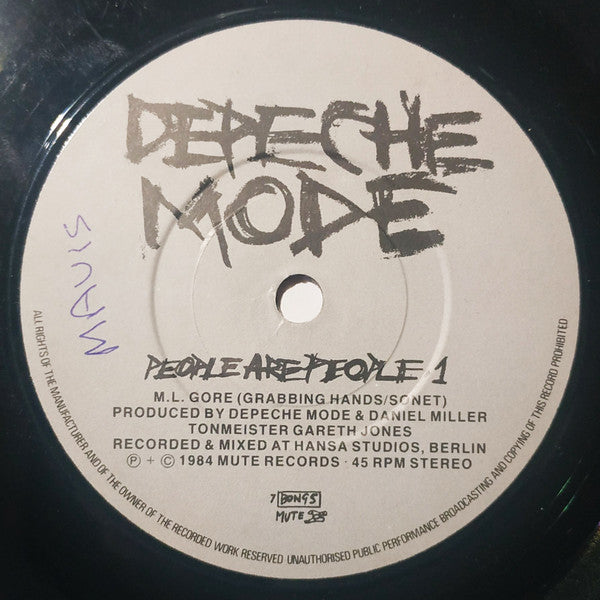 DEPECHE
MODE
MAVIS
PEOPLE ARE PEOPLE 1
M.L. GORE (GRABBING HANDS/SONET)
PRODUCED BY DEPECHE MODE & DANIEL MILLER
TONMEISTER GARETH JONES
RECORDED & MIXED AT HANSA STUDIOS, BERLIN
℗ + © 1984 MUTE RECORDS · 45 RPM STEREO
7 BONG5
MUTE
ALL RIGHTS OF THE MANUFACTURER AND OF THE OWNER OF THE RECORDED WORK RESERVED UNAUTHORISED PUBLIC PERFORMANCE BROADCASTING AND COPYING OF THIS RECORD PROHIBITED